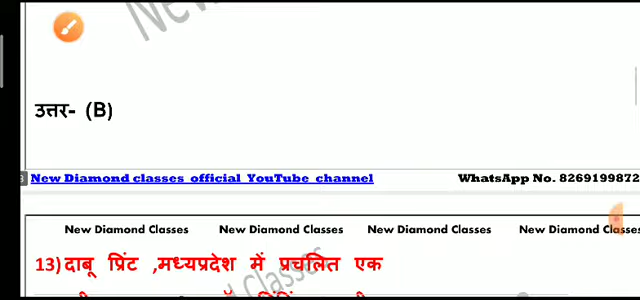 उत्तर- (B)
New Diamond classes official YouTube channel WhatsApp No. 8269199872
New Diamond Classes New Diamond Classes New Diamond Classes New Diamond Classes
13) दाबू प्रिंट ,मध्यप्रदेश में प्रचलित एक